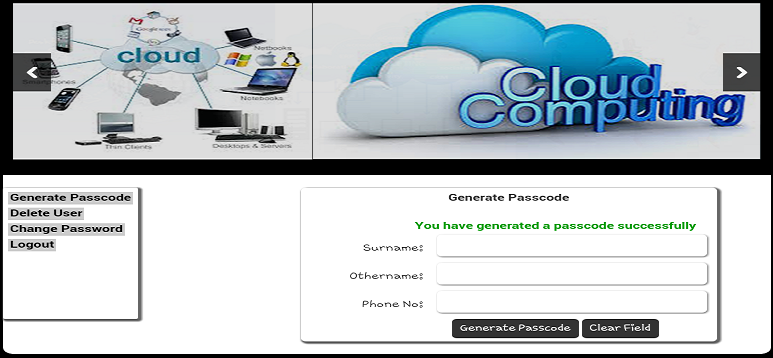 cloud
Netbooks
Notebooks
Thin Clients
Desktops & Servers
Cloud
Computing
Generate Passcode
Delete User
Change Password
Logout
Generate Passcode
You have generated a passcode successfully
Surname:
Othername:
Phone No:
Generate Passcode
Clear Field